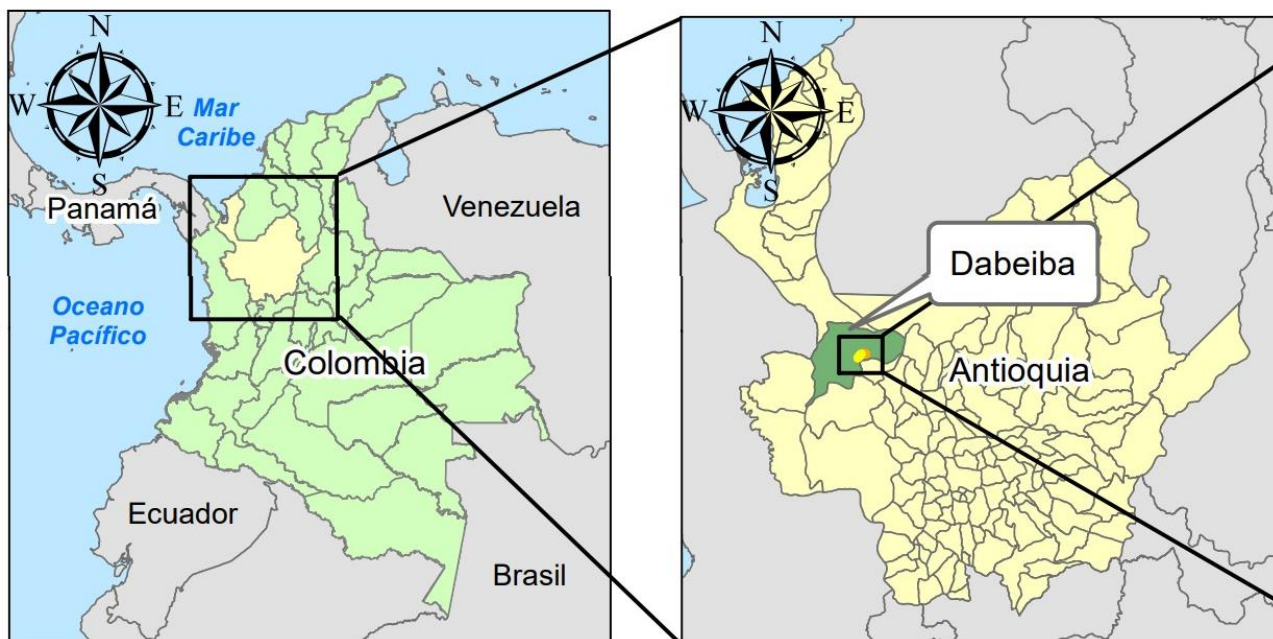 N
W
E
S
Mar
Caribe
Panamá
Venezuela
Oceano
Pacífico
Colombia
Ecuador
Brasil
N
W
E
S
Dabeiba
Antioquia